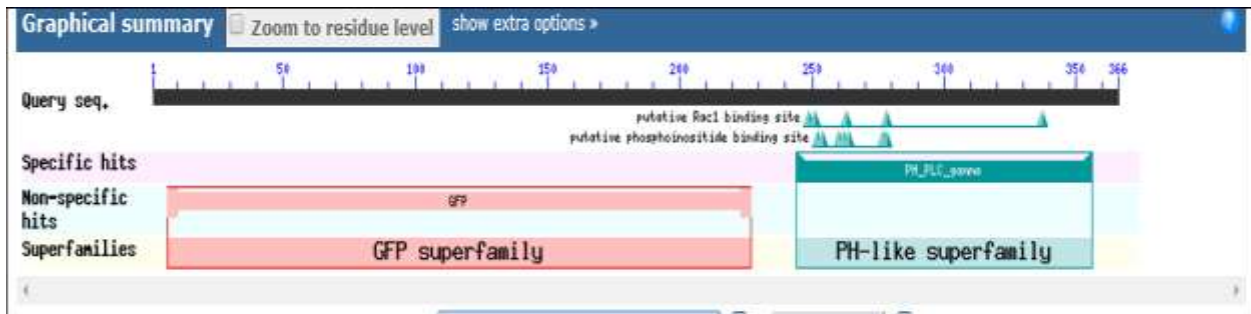 Graphical summary Zoom to residue level show extra options »
1 50 100 150 200 250 300 350 366
Query seq.
putative Rac1 binding site
putative phosphoinositide binding site
Specific hits
PH_PLC_gamma
Non-specific
GFP
hits
Superfamilies
GFP superfamily PH-like superfamily